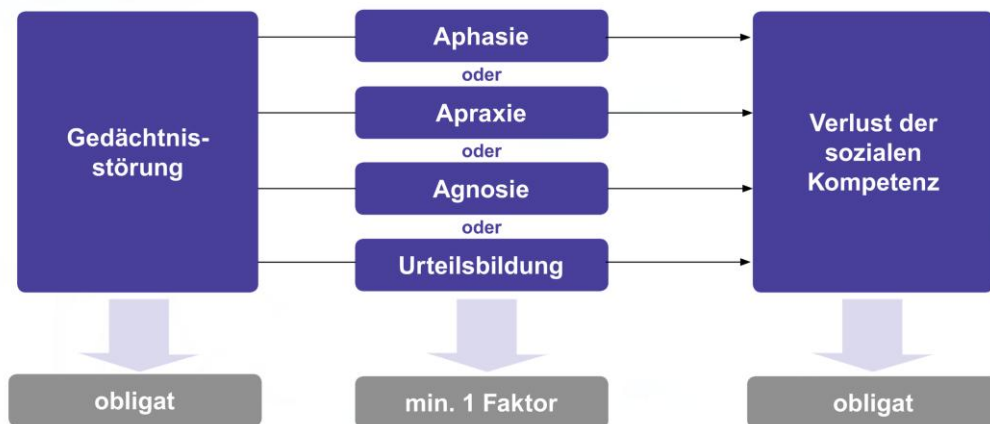 Gedächtnis-
störung
Aphasie
oder
Apraxie
oder
Agnosie
oder
Urteilsbildung
Verlust der
sozialen
Kompetenz
obligat
min. 1 Faktor
obligat